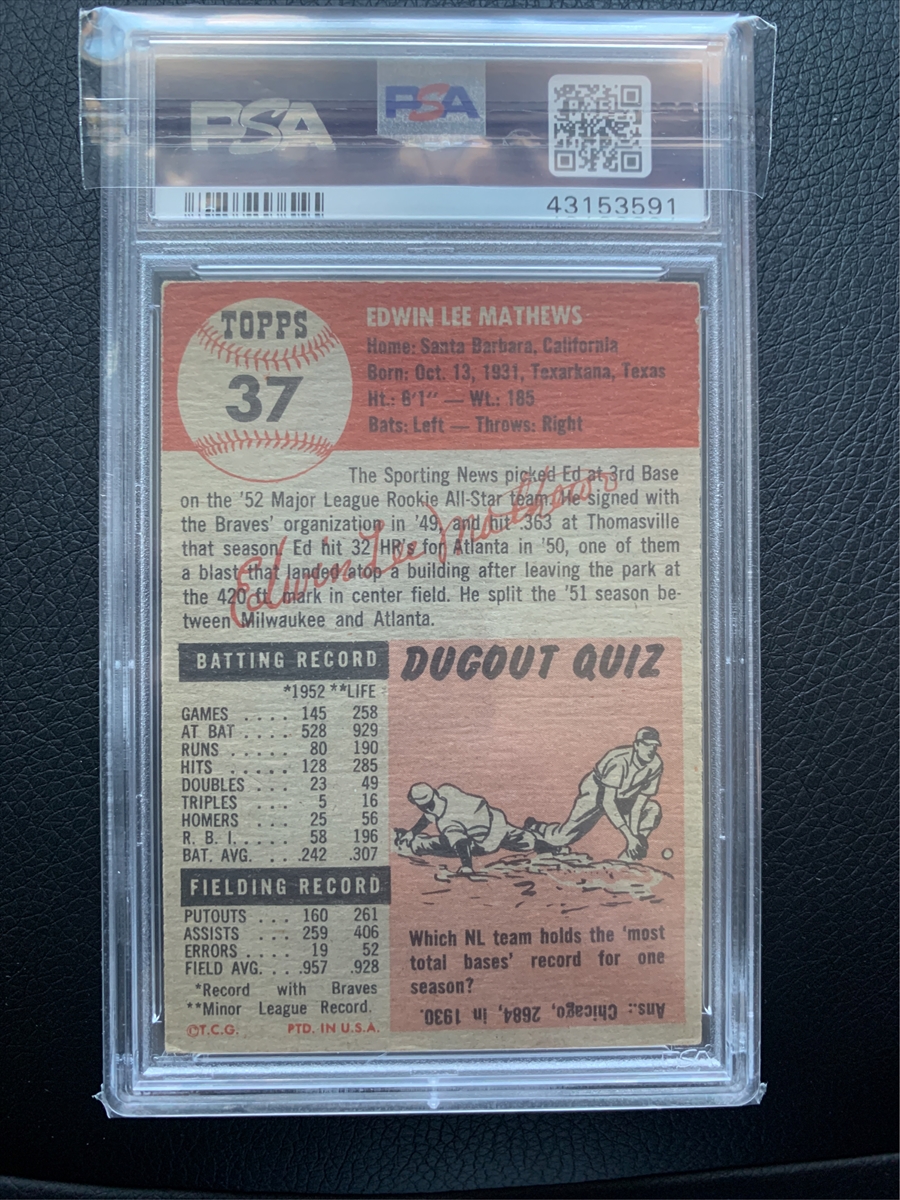 PSA
PSA
43153591
TOPPS
37
EDWIN LEE MATHEWS
Home: Santa Barbara, California
Born: Oct. 13, 1931, Texarkana, Texas
Ht.: 6'1" — Wt.: 185
Bats: Left — Throws: Right
The Sporting News picked Ed at 3rd Base
on the '52 Major League Rookie All-Star team. He signed with
the Braves' organization in '49, and hit .363 at Thomasville
that season. Ed hit 32 HR's for Atlanta in '50, one of them
a blast that landed atop a building after leaving the park at
the 420 ft. mark in center field. He split the '51 season be-
tween Milwaukee and Atlanta.
Edwin Lee Mathews
BATTING RECORD
*1952 **LIFE
GAMES .... 145 258
AT BAT .... 528 929
RUNS ..... 80 190
HITS ..... 128 285
DOUBLES ... 23 49
TRIPLES ... 5 16
HOMERS ... 25 56
R. B. I. ... 58 196
BAT. AVG. ... .242 .307
FIELDING RECORD
PUTOUTS ... 160 261
ASSISTS ... 259 406
ERRORS .... 19 52
FIELD AVG. ... .957 .928
*Record with Braves
**Minor League Record.
©T.C.G. PTD. IN U.S.A.
DUGOUT QUIZ
Which NL team holds the 'most
total bases' record for one
season?
Ans.: Chicago, 2684, in 1930.
PSA